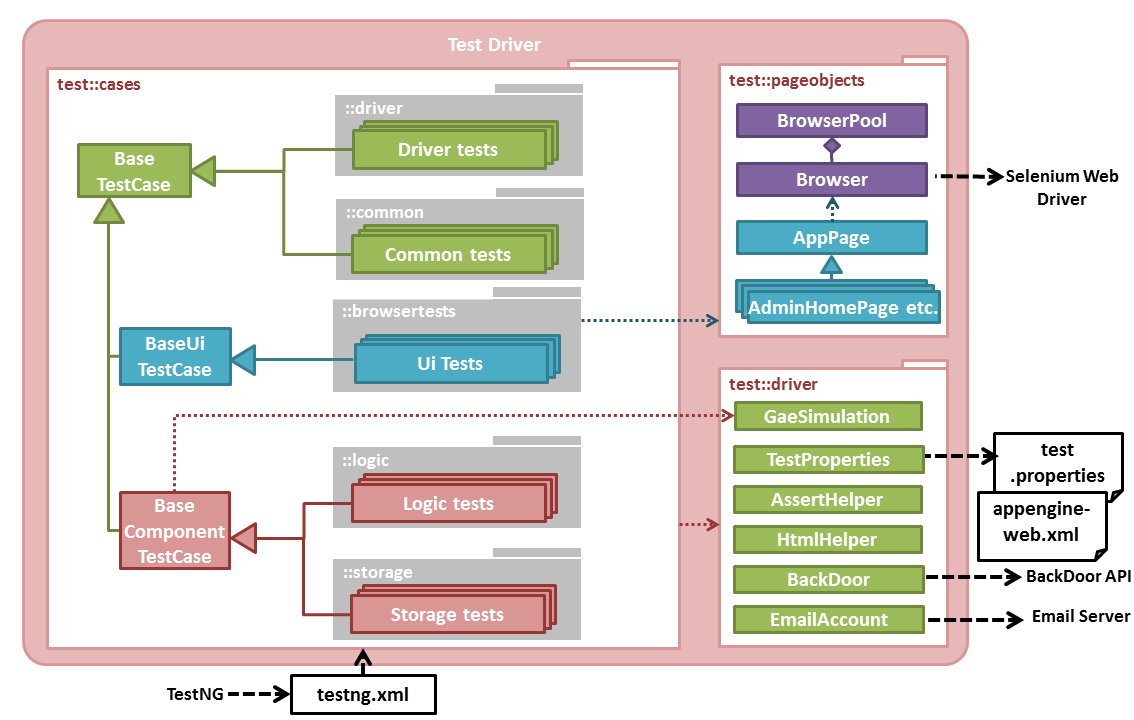 Test Driver
test::cases
::driver
Driver tests
Base
TestCase
::common
Common tests
::browsertests
BaseUi
TestCase
Ui Tests
::logic
Logic tests
Base
Component
TestCase
::storage
Storage tests
test::pageobjects
BrowserPool
Browser
Selenium Web
Driver
AppPage
AdminHomePage etc.
test::driver
GaeSimulation
TestProperties
test
.properties
AssertHelper
appengine-
web.xml
HtmlHelper
BackDoor
BackDoor API
EmailAccount
Email Server
TestNG
testng.xml